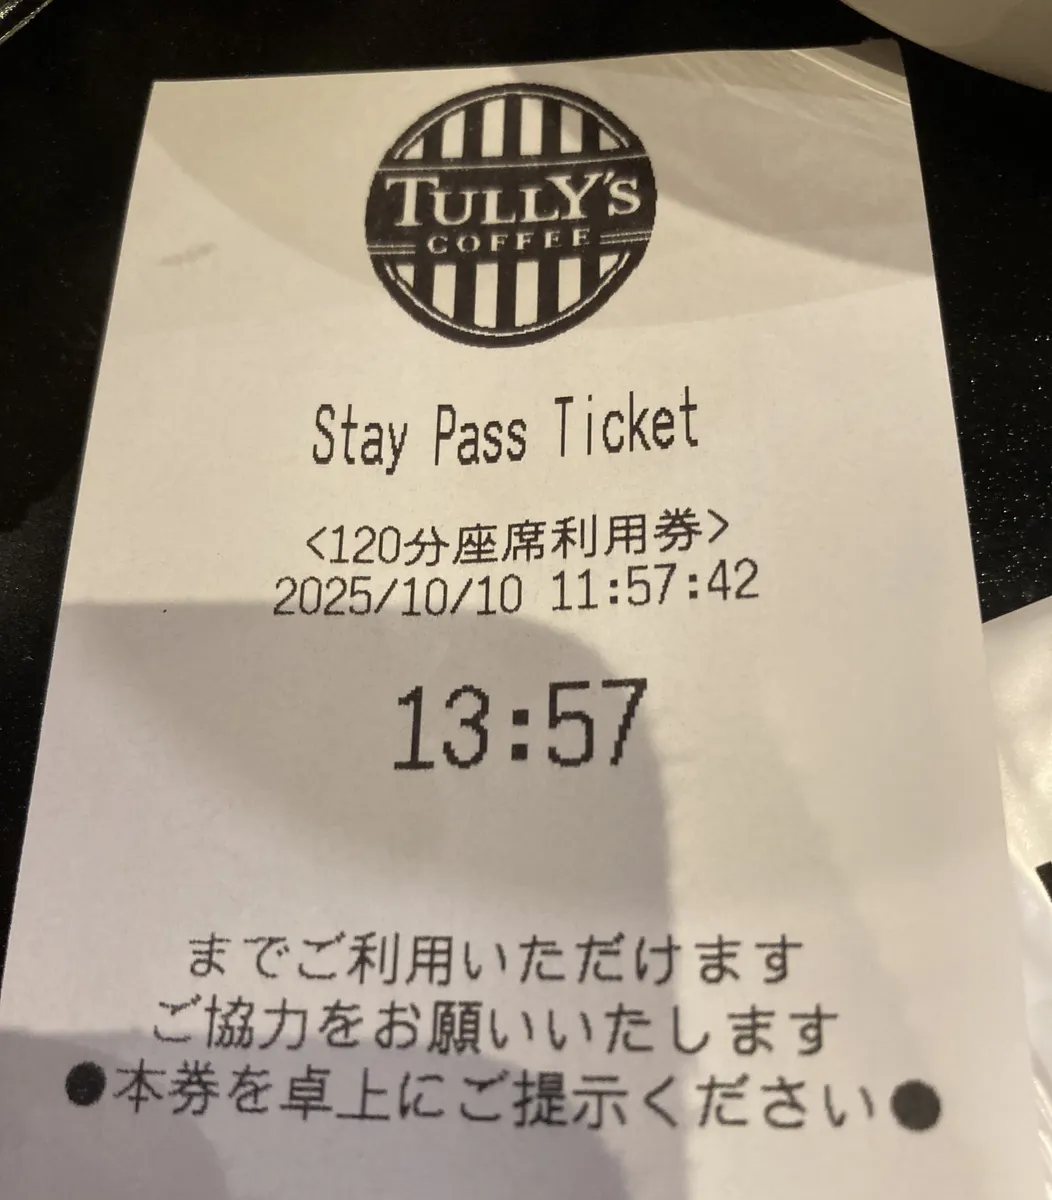 TULLY'S
COFFEE
Stay Pass Ticket
<120分座席利用券>
2025/10/10 11:57:42
13:57
までご利用いただけます
ご協力をお願いいたします
●本券を卓上にご提示ください●